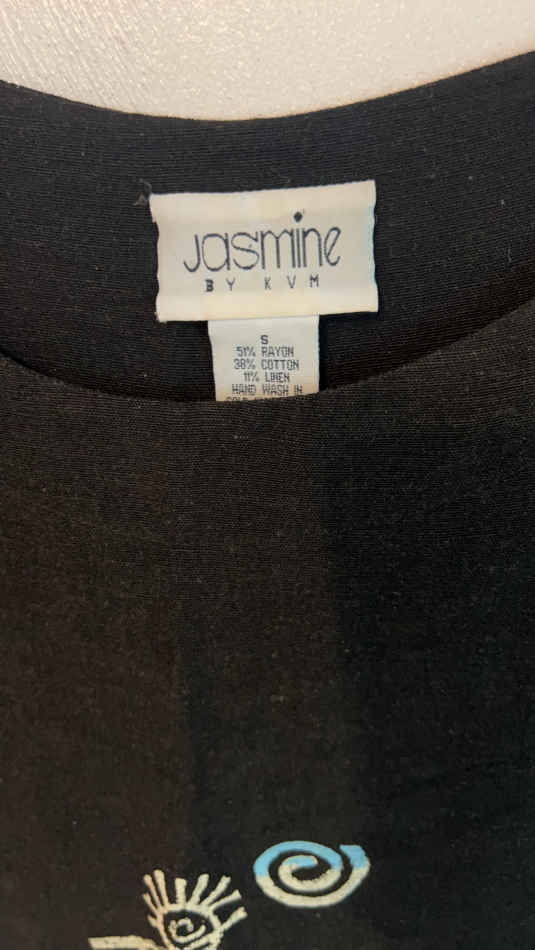 Jasmine
BY KVM
S
51% RAYON
38% COTTON
11% LINEN
HAND WASH IN